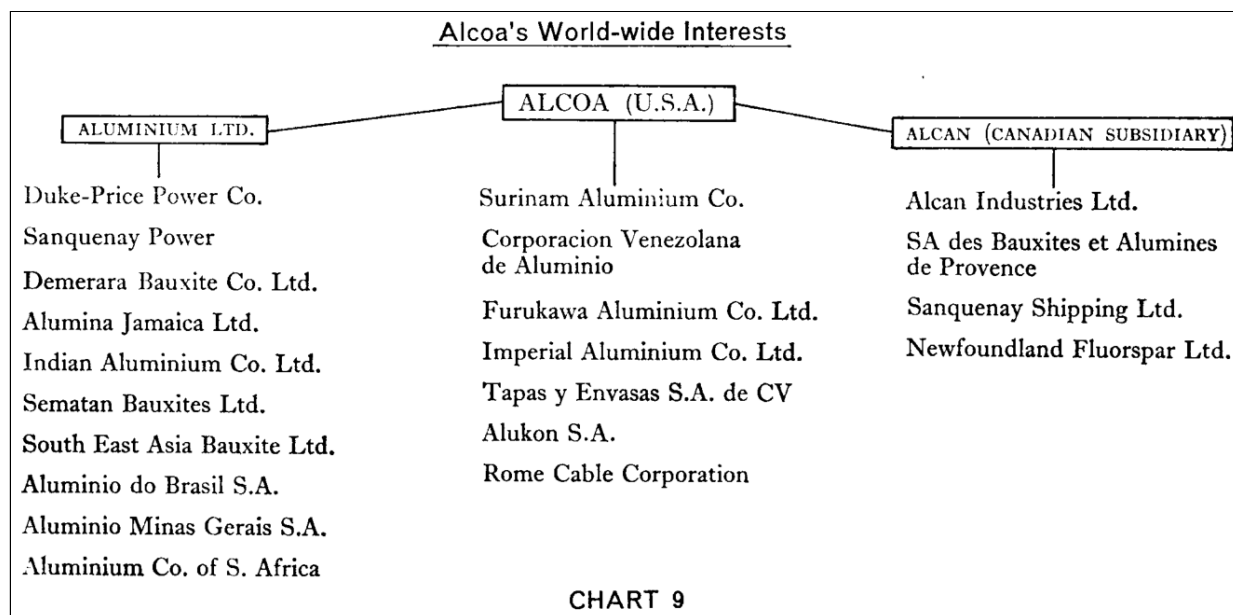 Alcoa's World-wide Interests
ALCOA (U.S.A.)
ALUMINIUM LTD.
ALCAN (CANADIAN SUBSIDIARY)
Duke-Price Power Co.
Sanquenay Power
Demerara Bauxite Co. Ltd.
Alumina Jamaica Ltd.
Indian Aluminium Co. Ltd.
Sematan Bauxites Ltd.
South East Asia Bauxite Ltd.
Aluminio do Brasil S.A.
Aluminio Minas Gerais S.A.
Aluminium Co. of S. Africa
Surinam Aluminium Co.
Corporacion Venezolana
de Aluminio
Furukawa Aluminium Co. Ltd.
Imperial Aluminium Co. Ltd.
Tapas y Envasas S.A. de CV
Alukon S.A.
Rome Cable Corporation
Alcan Industries Ltd.
SA des Bauxites et Alumines
de Provence
Sanquenay Shipping Ltd.
Newfoundland Fluorspar Ltd.
CHART 9